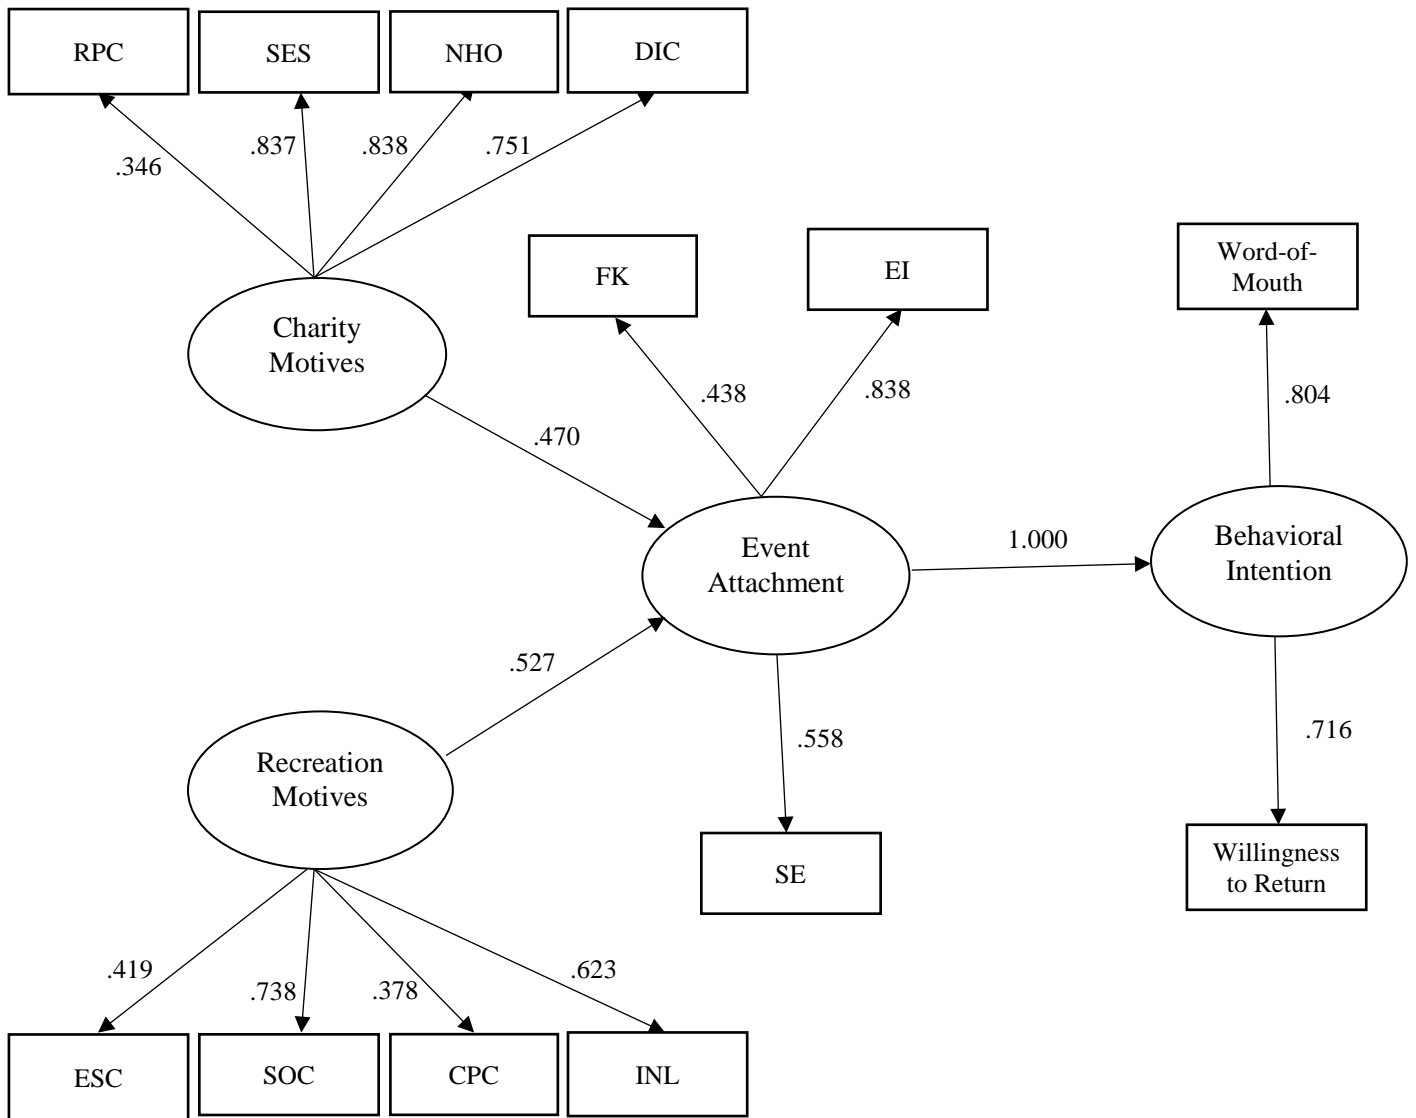 RPC
SES
NHO
DIC
.346
.837
.838
.751
FK
EI
Word-of-
Mouth
Charity
Motives
.438
.838
.804
.470
Event
Attachment
1.000
Behavioral
Intention
.527
.558
.716
Recreation
Motives
SE
Willingness
to Return
.419
.738
.378
.623
ESC
SOC
CPC
INL